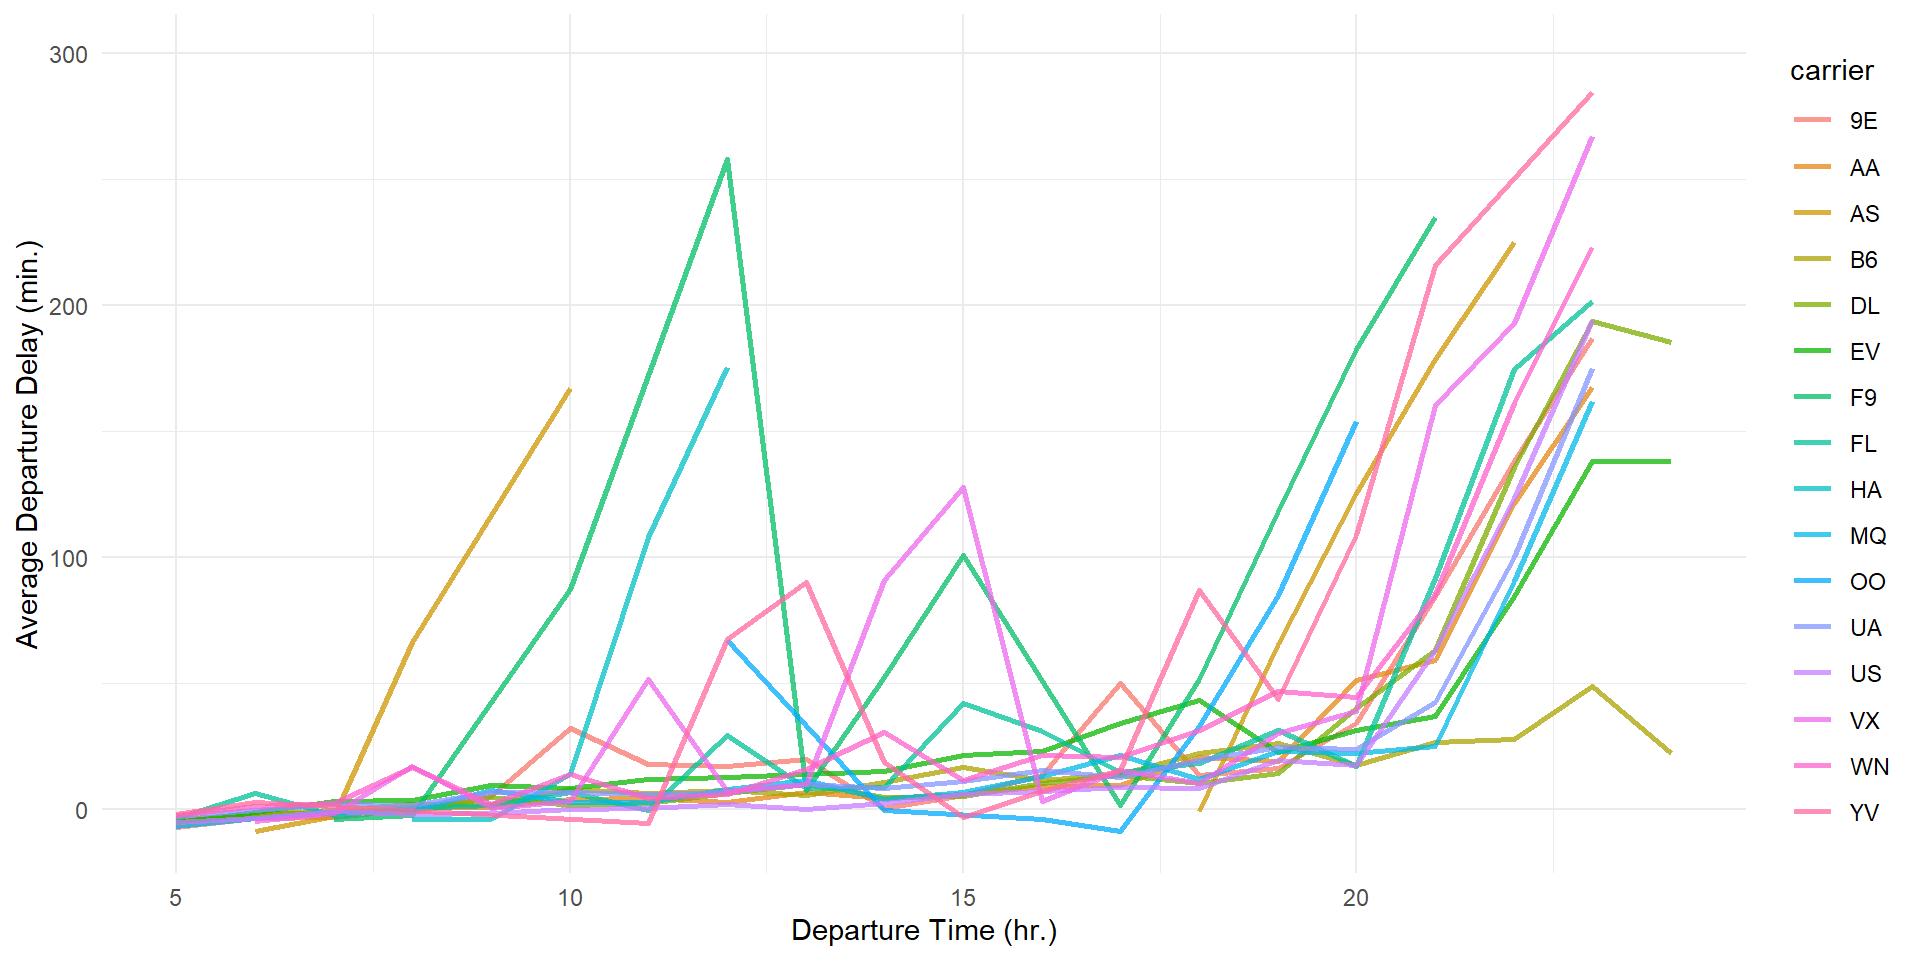 300
200
100
0
Average Departure Delay (min.)
5
10
15
20
Departure Time (hr.)
carrier
9E
AA
AS
B6
DL
EV
F9
FL
HA
MQ
OO
UA
US
VX
WN
YV